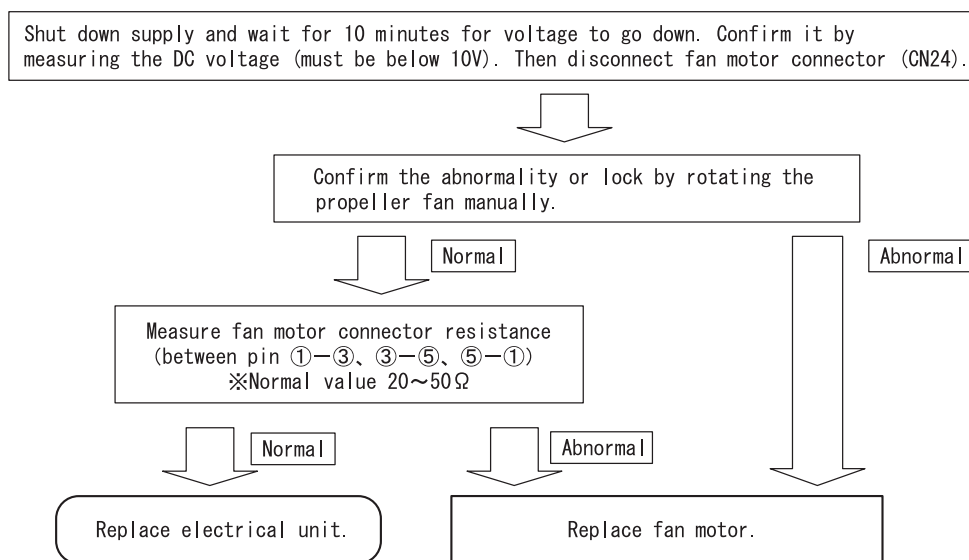 Shut down supply and wait for 10 minutes for voltage to go down. Confirm it by
measuring the DC voltage (must be below 10V). Then disconnect fan motor connector (CN24).
Confirm the abnormality or lock by rotating the
propeller fan manually.
Normal
Abnormal
Measure fan motor connector resistance
(between pin ①－③、③－⑤、⑤－①)
※Normal value 20～50Ω
Normal
Abnormal
Replace electrical unit.
Replace fan motor.